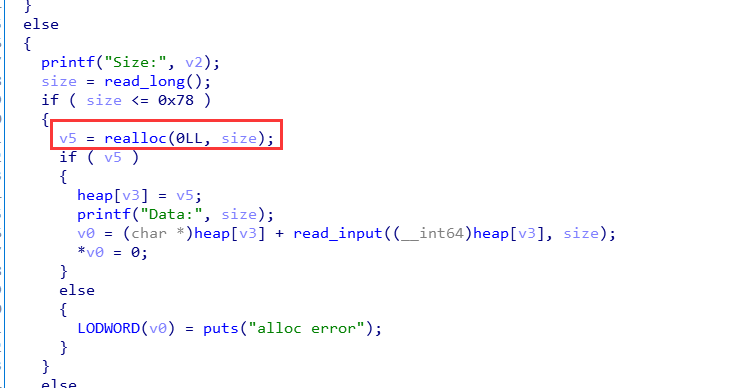 }
else
{
printf("Size:", v2);
size = read_long();
if ( size <= 0x78 )
{
v5 = realloc(0LL, size);
if ( v5 )
{
heap[v3] = v5;
printf("Data:", size);
v0 = (char *)heap[v3] + read_input((__int64)heap[v3], size);
*v0 = 0;
}
else
{
LODWORD(v0) = puts("alloc error");
}
}
else